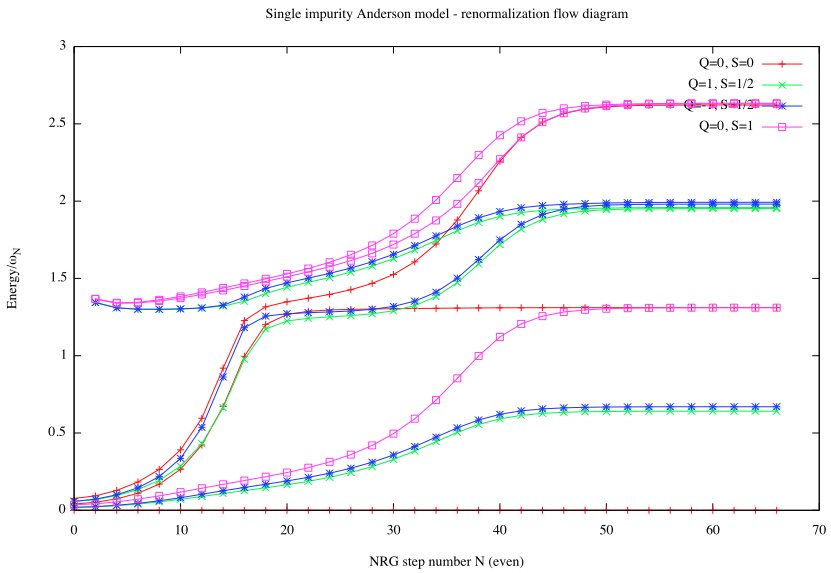 Single impurity Anderson model - renormalization flow diagram
3
2.5
2
1.5
1
0.5
0
Energy/ωN
0 10 20 30 40 50 60 70
NRG step number N (even)
Q=0, S=0
Q=1, S=1/2
Q=-1, S=1/2
Q=0, S=1